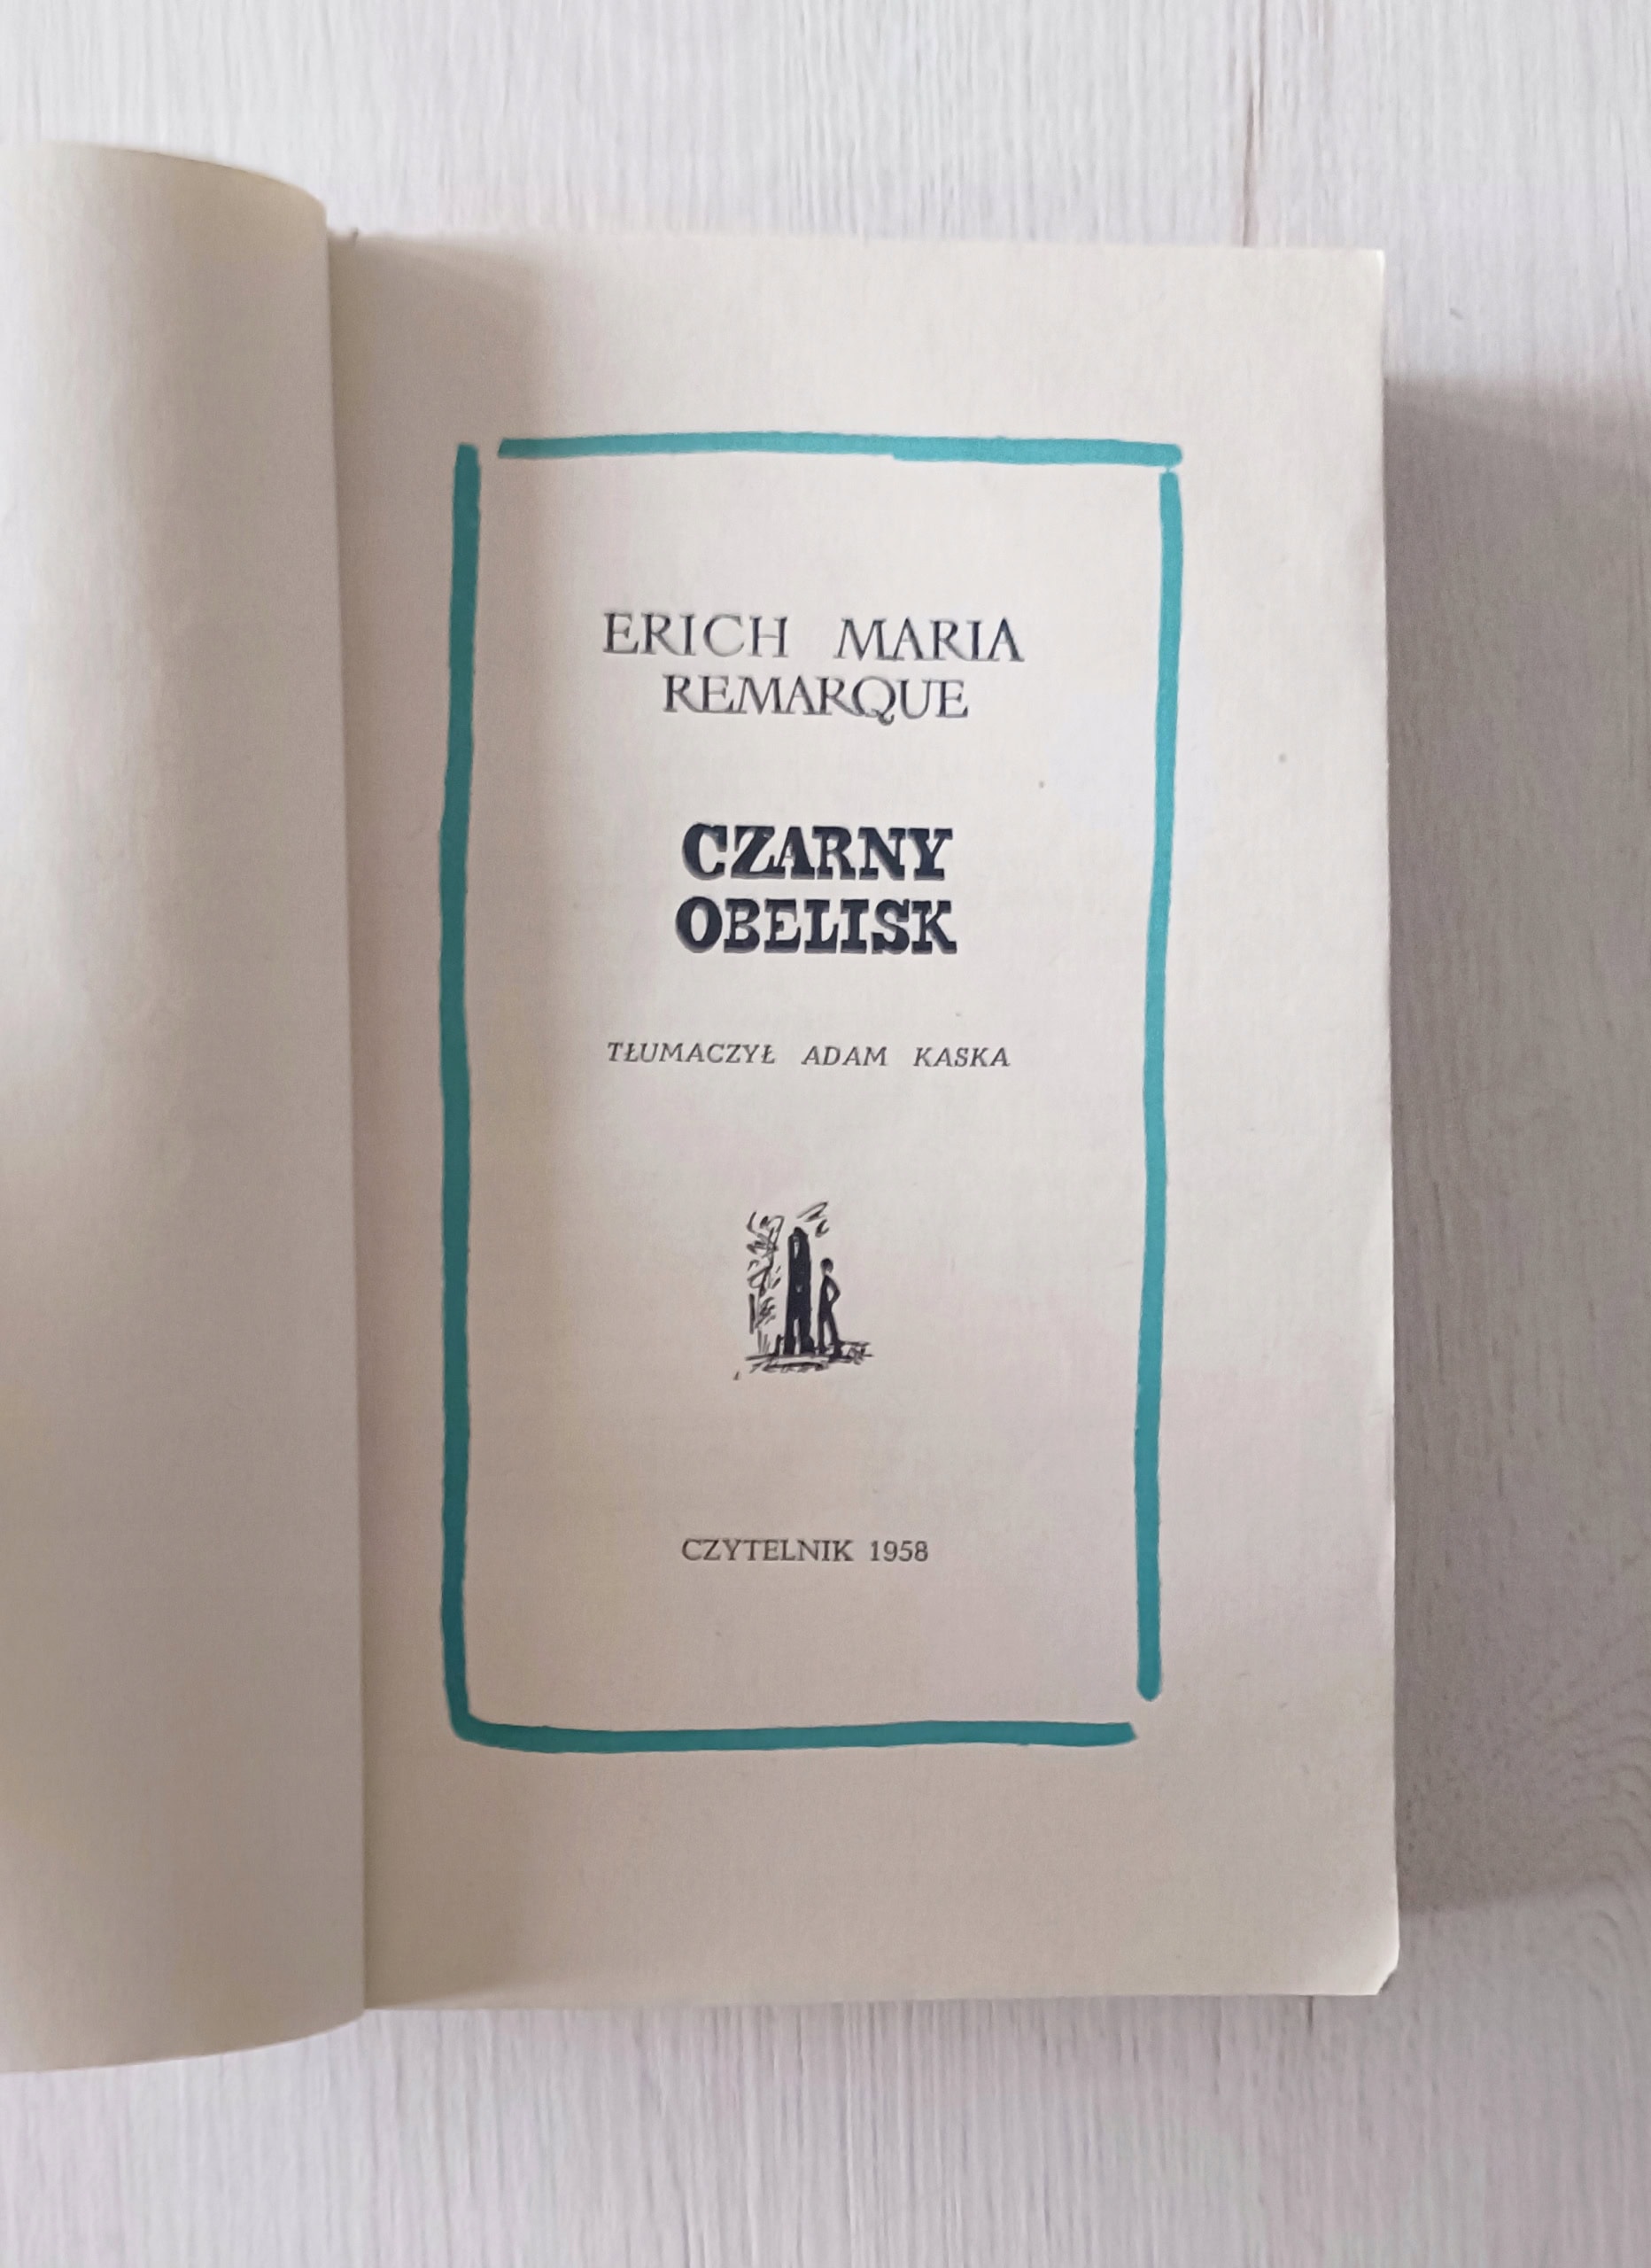 ERICH MARIA
REMARQUE
CZARNY
OBELISK
TŁUMACZYŁ ADAM KASKA
CZYTELNIK 1958